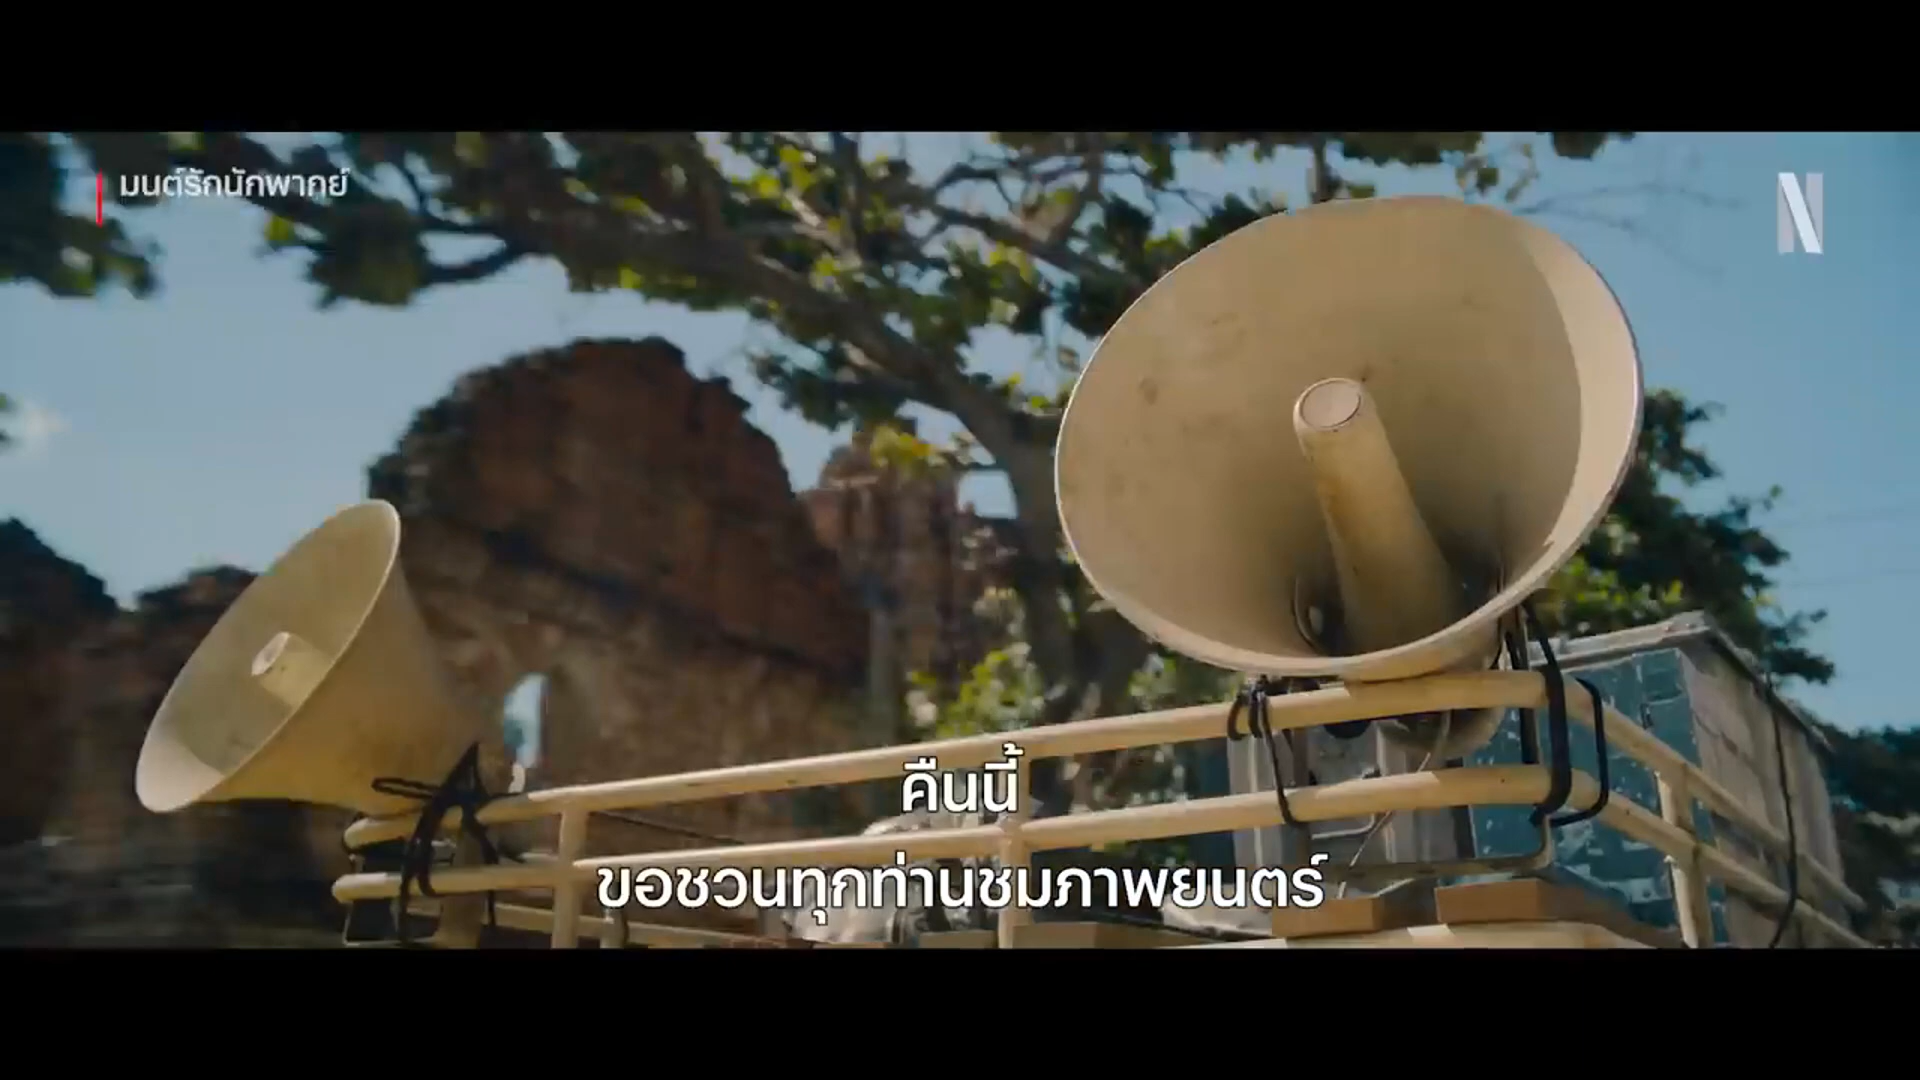 มนต์รักนักพากย์
N
คืนนี้
ขอชวนทุกท่านชมภาพยนตร์